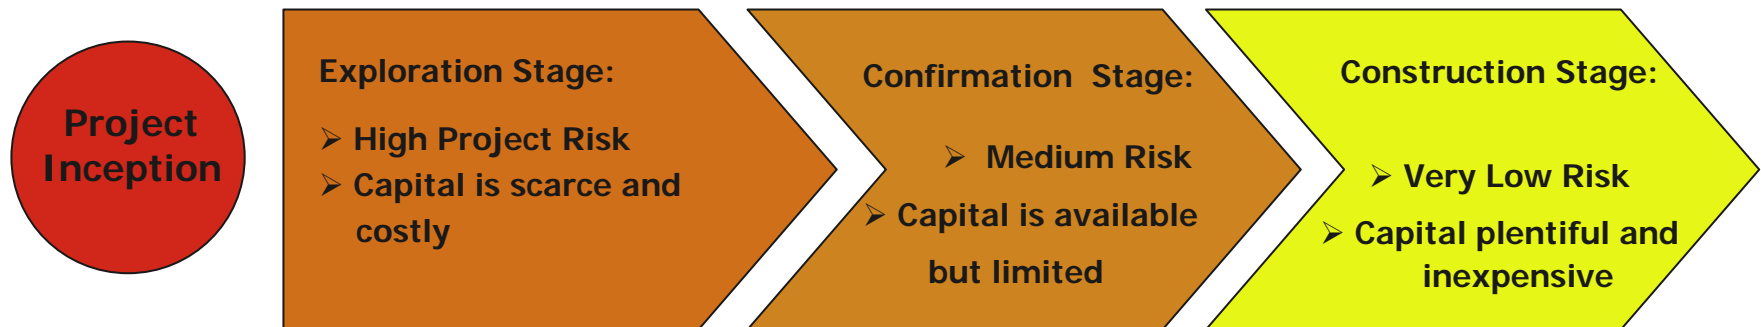 Project
Inception
Exploration Stage:
➢ High Project Risk
➢ Capital is scarce and
costly
Confirmation Stage:
➢ Medium Risk
➢ Capital is available
but limited
Construction Stage:
➢ Very Low Risk
➢ Capital plentiful and
inexpensive